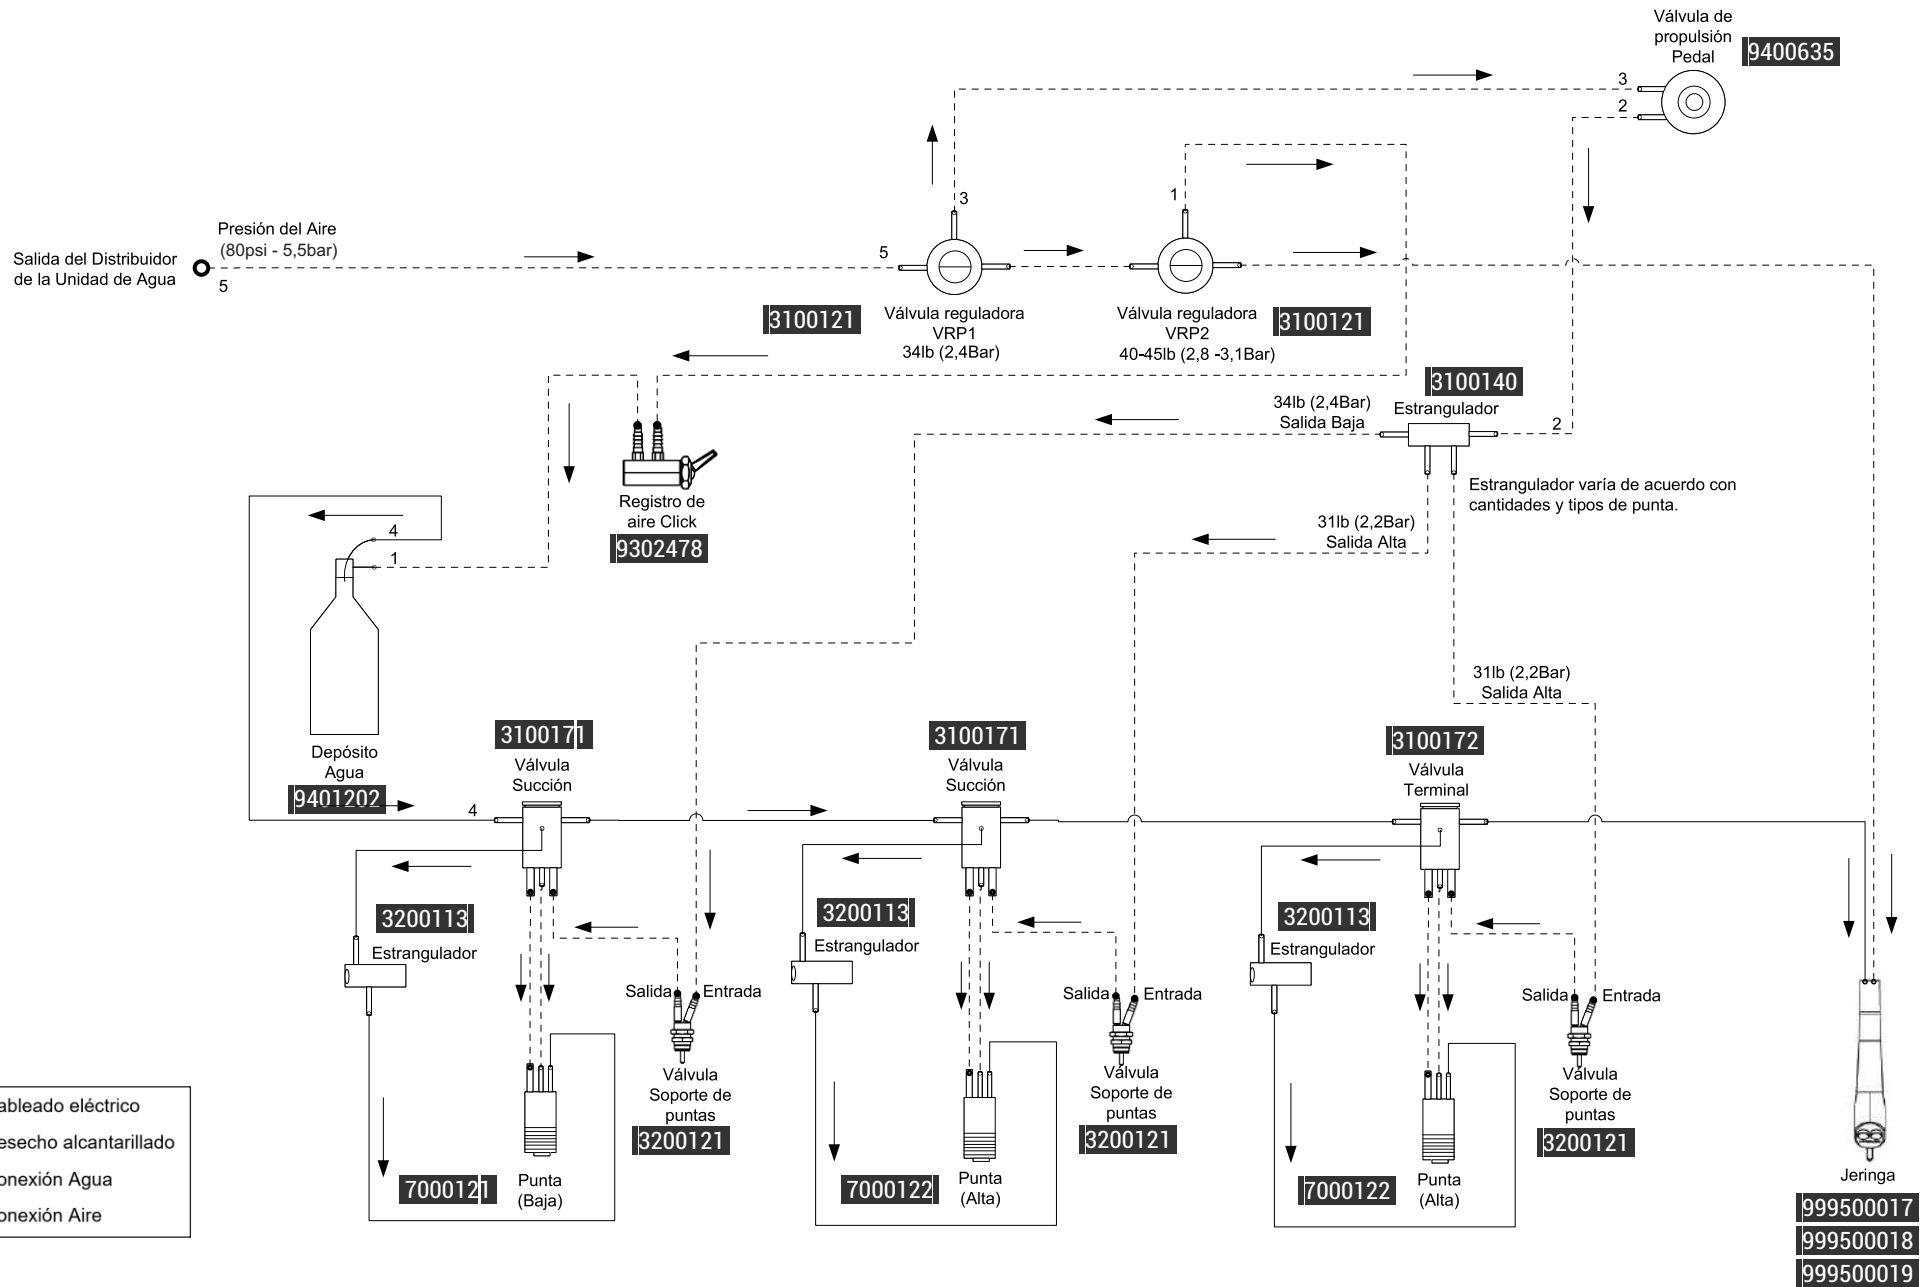 Válvula de
propulsión
Pedal
9400635
3
2
3
1
Presión del Aire
(80psi - 5,5bar)
Salida del Distribuidor
de la Unidad de Agua
5
5
3100121
Válvula reguladora
VRP1
34lb (2,4Bar)
Válvula reguladora
VRP2
40-45lb (2,8 -3,1Bar)
3100121
3100140
Estrangulador
34lb (2,4Bar)
Salida Baja
2
Estrangulador varía de acuerdo con
cantidades y tipos de punta.
Registro de
aire Click
9302478
31lb (2,2Bar)
Salida Alta
4
1
31lb (2,2Bar)
Salida Alta
Depósito
Agua
9401202
3100171
Válvula
Succión
3100171
Válvula
Succión
3100172
Válvula
Terminal
4
3200113
Estrangulador
3200113
Estrangulador
3200113
Estrangulador
Salida
Entrada
Salida
Entrada
Salida
Entrada
Válvula
Soporte de
puntas
3200121
Válvula
Soporte de
puntas
3200121
Válvula
Soporte de
puntas
3200121
7000121
Punta
(Baja)
7000122
Punta
(Alta)
7000122
Punta
(Alta)
Jeringa
999500017
999500018
999500019
ableado eléctrico
esecho alcantarillado
onexión Agua
onexión Aire